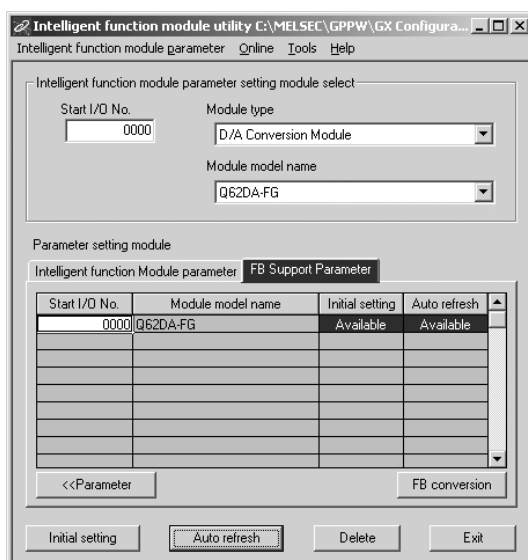 Intelligent function module utility C:\MELSEC\GPPW\GX Configura...
Intelligent function module parameter Online Tools Help
Intelligent function module parameter setting module select
Start I/O No. Module type
0000 D/A Conversion Module
Module model name
Q62DA-FG
Parameter setting module
Intelligent function Module parameter FB Support Parameter
Start I/O No. Module model name Initial setting Auto refresh
0000 Q62DA-FG Available Available
<<Parameter FB conversion
Initial setting Auto refresh Delete Exit